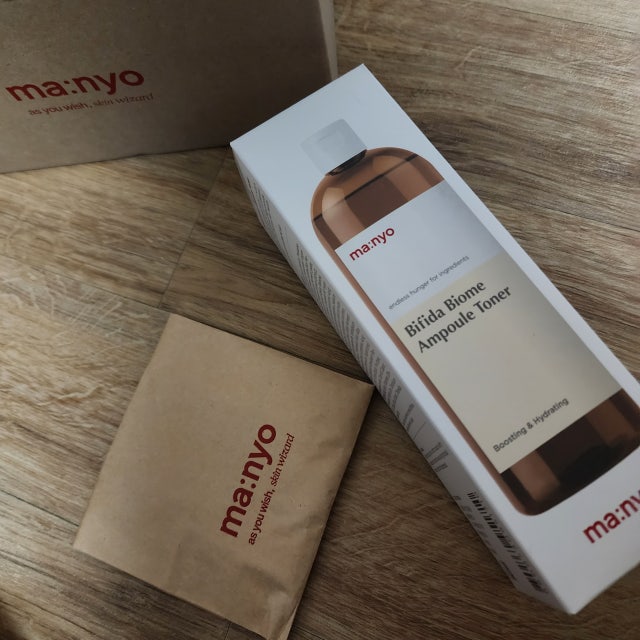 ma:nyo
as you wish, skin wizard
ma:nyo
endless hunger for ingredients
Bifida Biome
Ampoule Toner
Boosting & Hydrating
ma:nyo
ma:nyo
as you wish, skin wizard